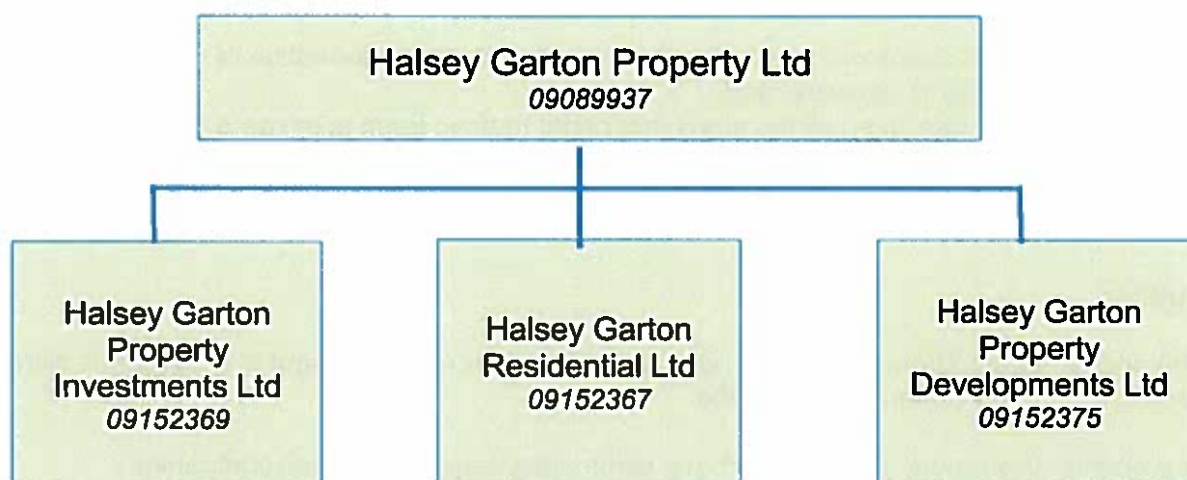 Halsey Garton Property Ltd
09089937
Halsey Garton
Property
Investments Ltd
09152369
Halsey Garton
Residential Ltd
09152367
Halsey Garton
Property
Developments Ltd
09152375